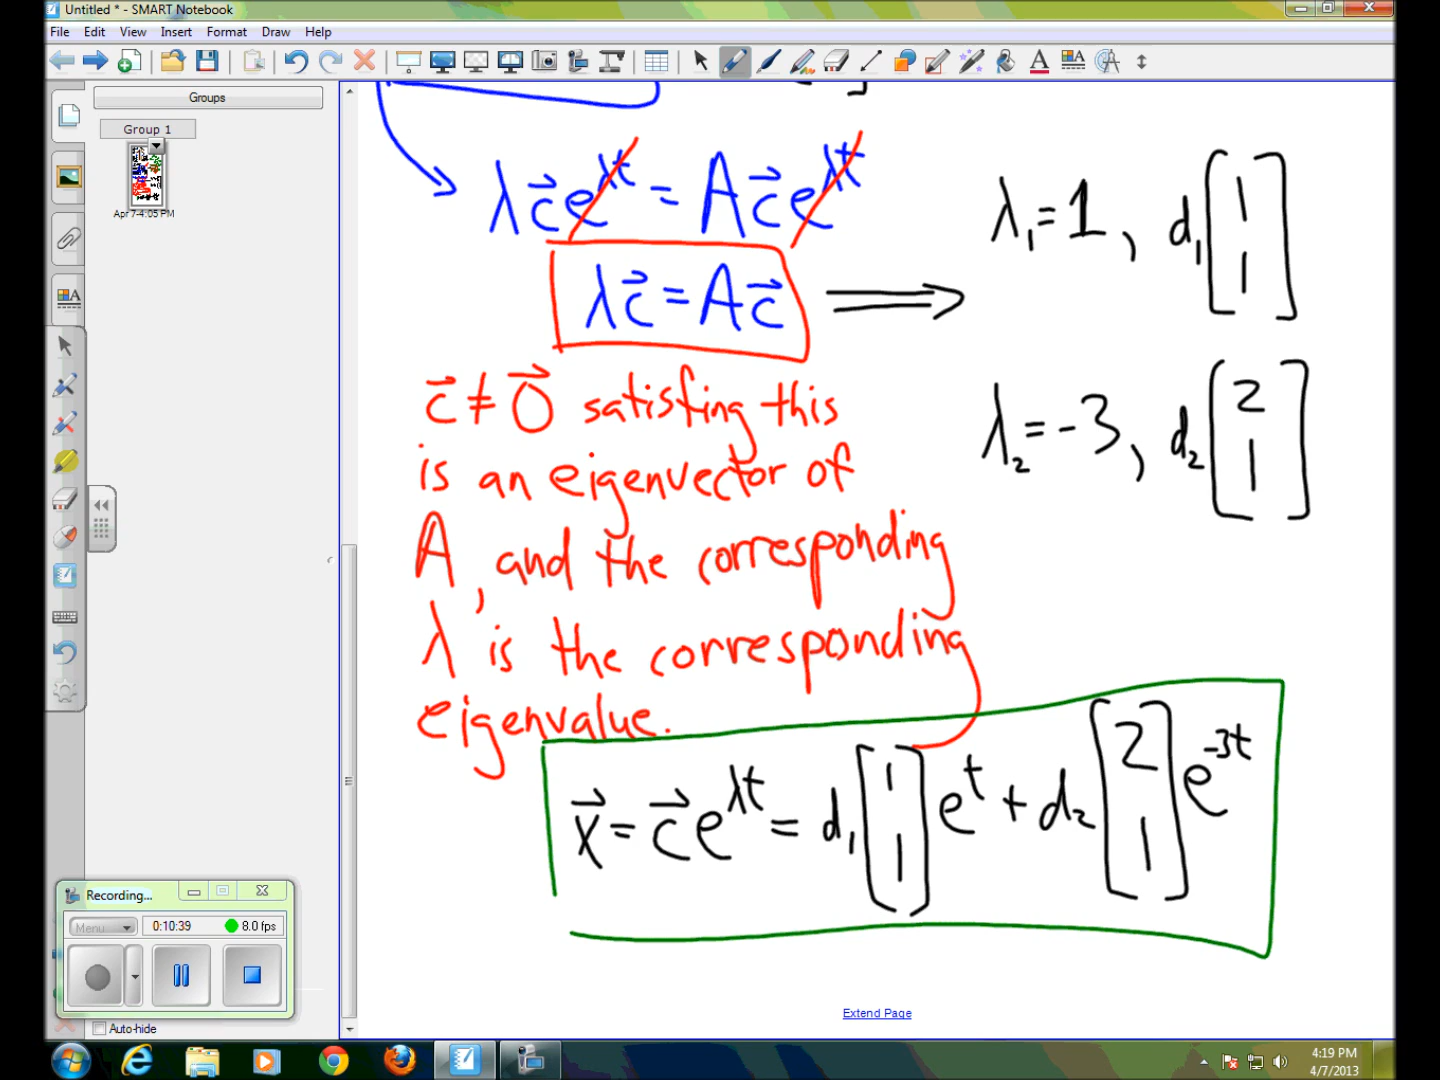 Untitled * - SMART Notebook
File Edit View Insert Format Draw Help
Groups
Group 1
Apr 7-4:05 PM
λc⃗e^λt = Ac⃗e^λt
λc⃗ = Ac⃗
λ₁ = 1, d₁[1 1]
λ₂ = -3, d₂[2 1]
c⃗ ≠ 0⃗ satisfing this
is an eigenvector of
A, and the corresponding
λ is the corresponding
eigenvalue.
x⃗ = c⃗e^λt = d₁[1 1]e^t + d₂[2 1]e^-3t
Extend Page
Recording...
Menu
0:10:39 8.0 fps
Auto-hide
4:19 PM
4/7/2013